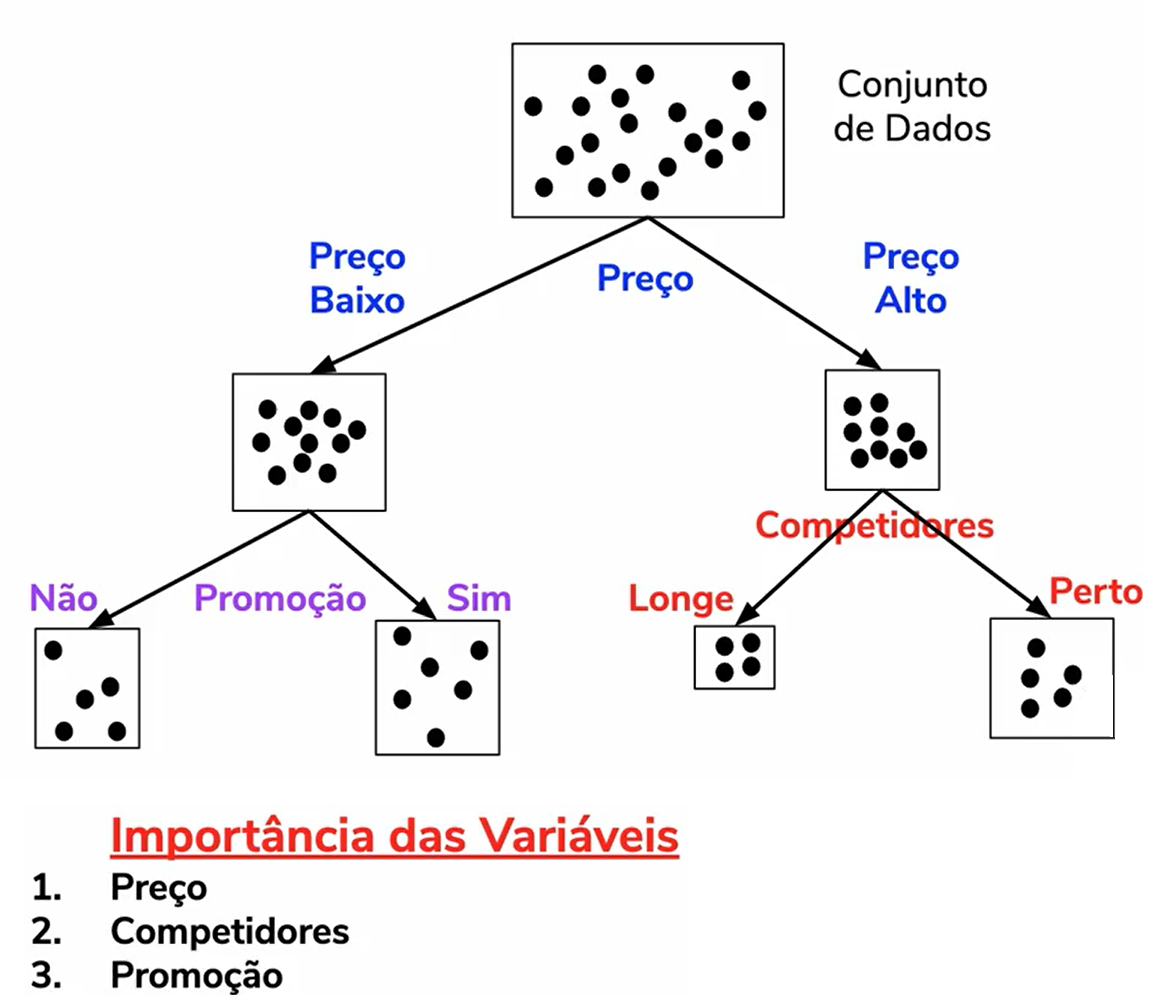 Conjunto
de Dados
Preço
Baixo
Preço
Preço
Alto
Competidores
Não
Promoção
Sim
Longe
Perto
Importância das Variáveis
1. Preço
2. Competidores
3. Promoção